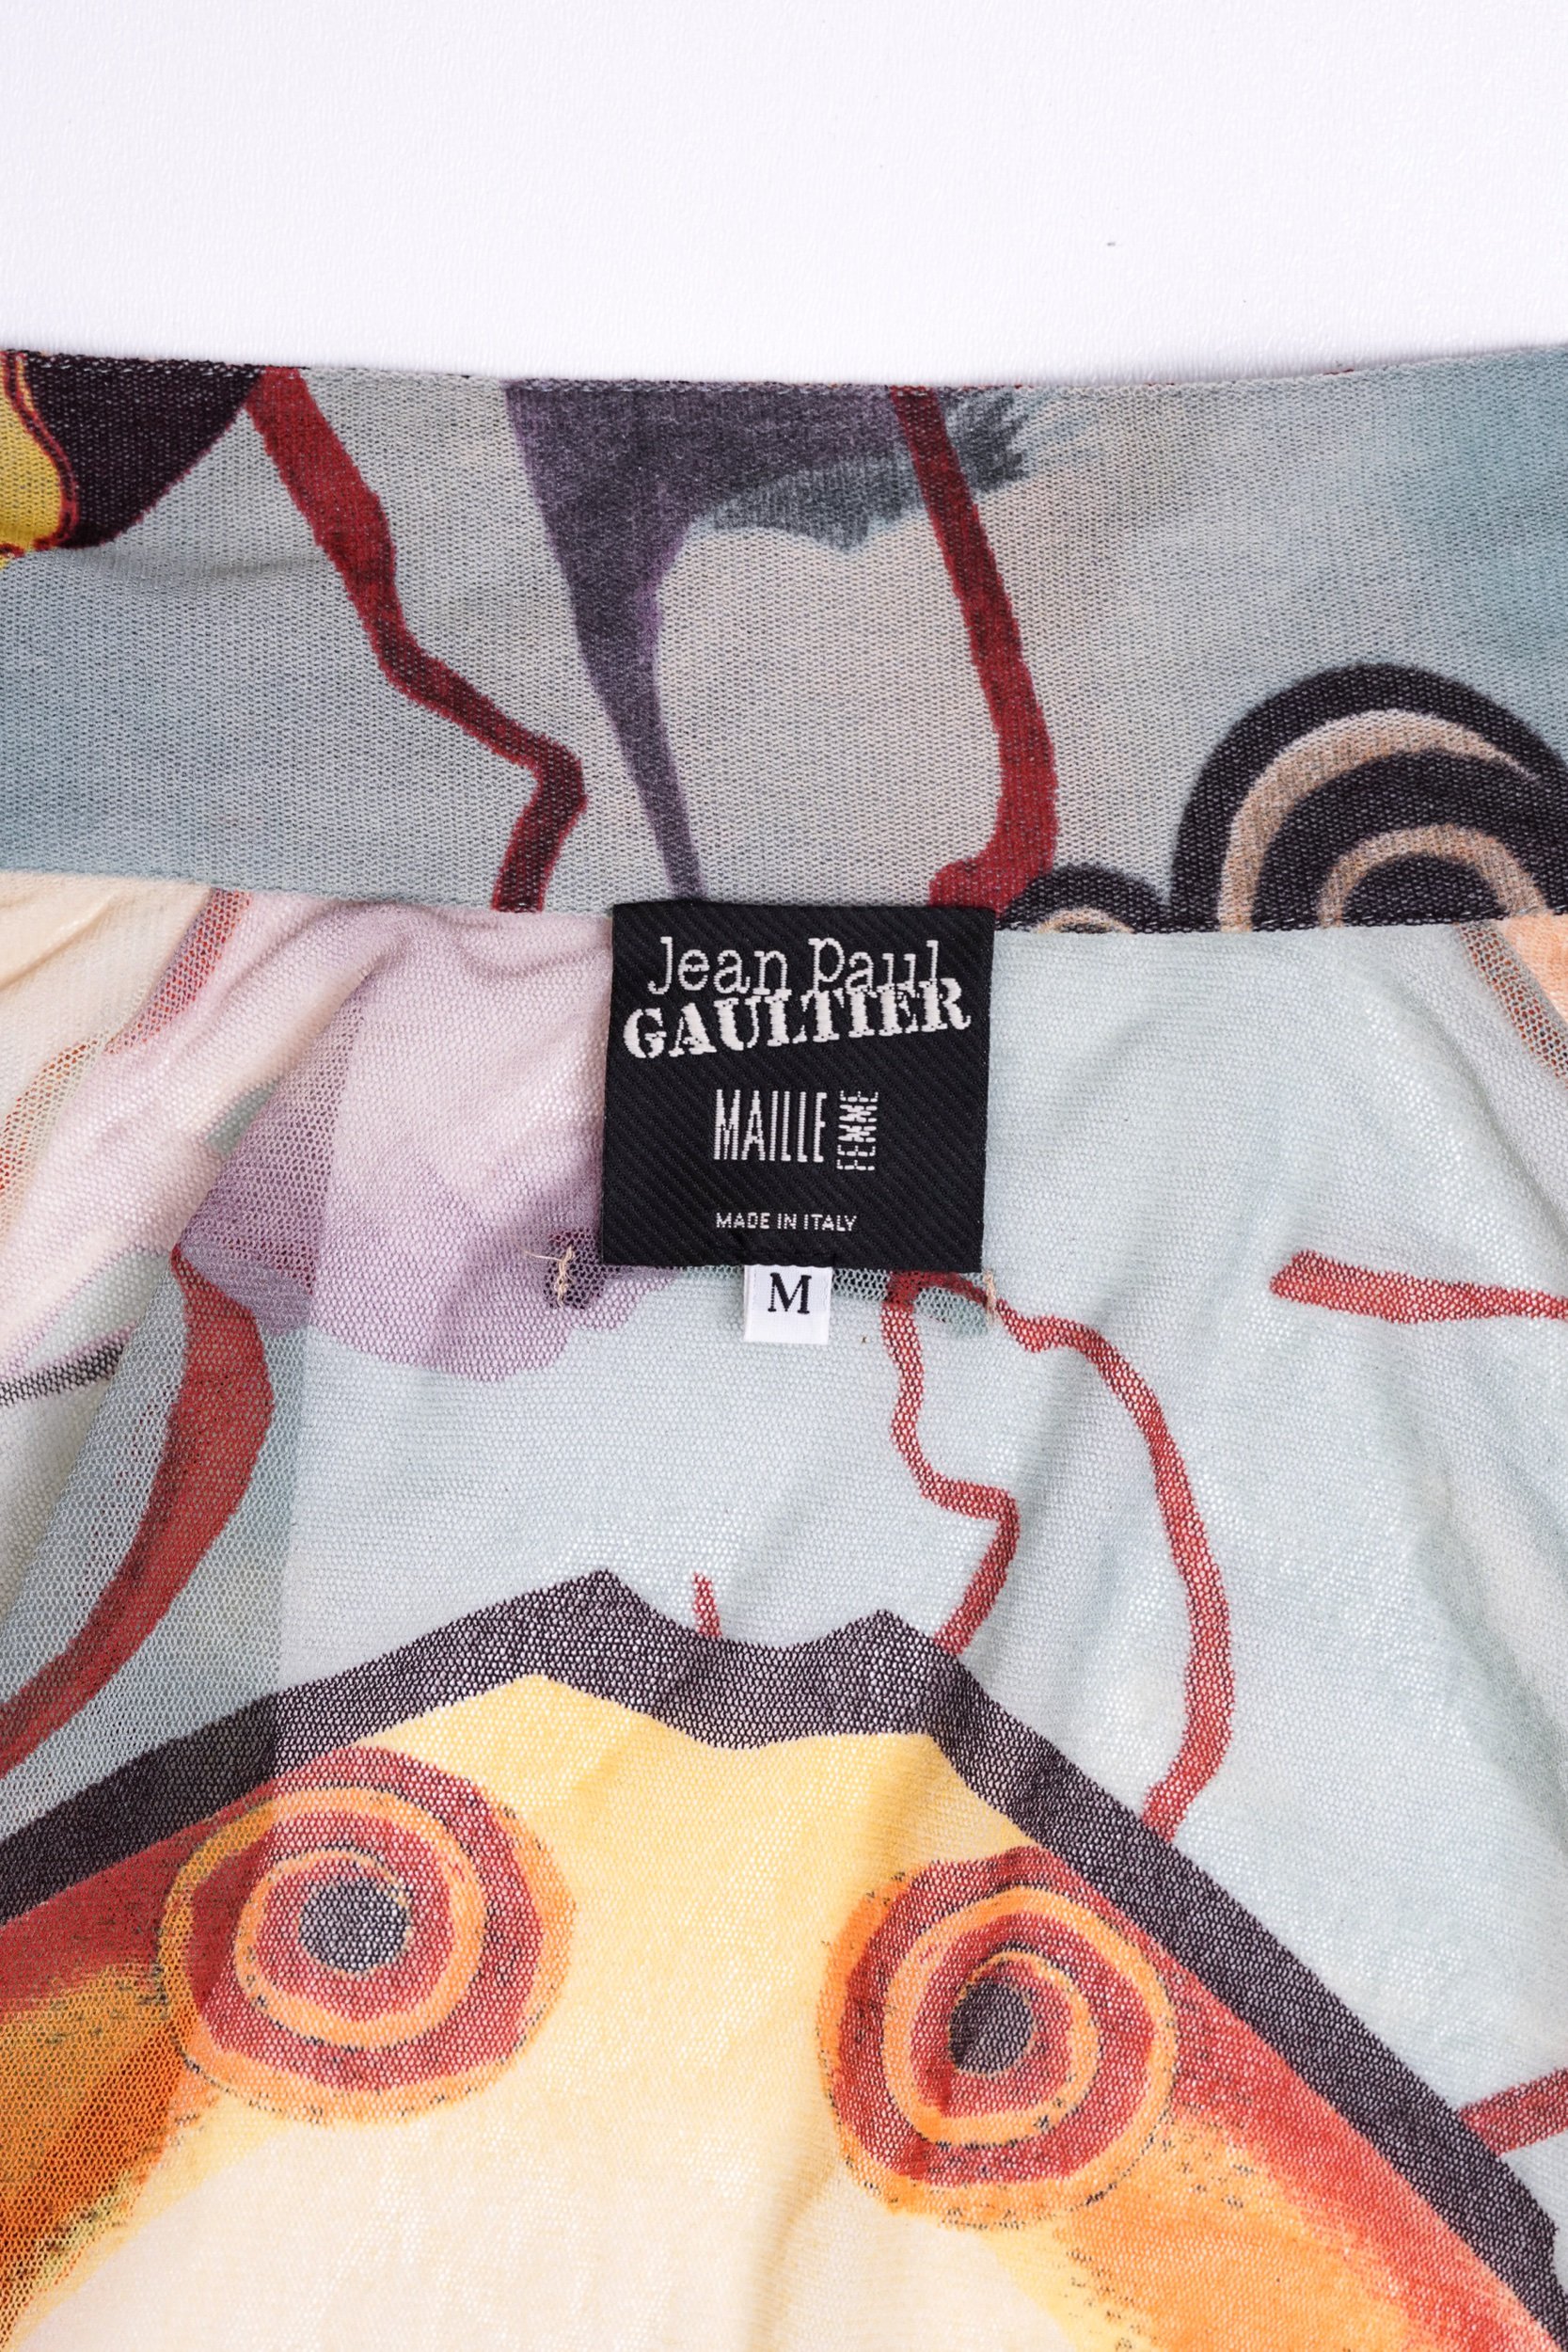 Jean Paul
GAULTIER
MAILLE FEMME
MADE IN ITALY
M